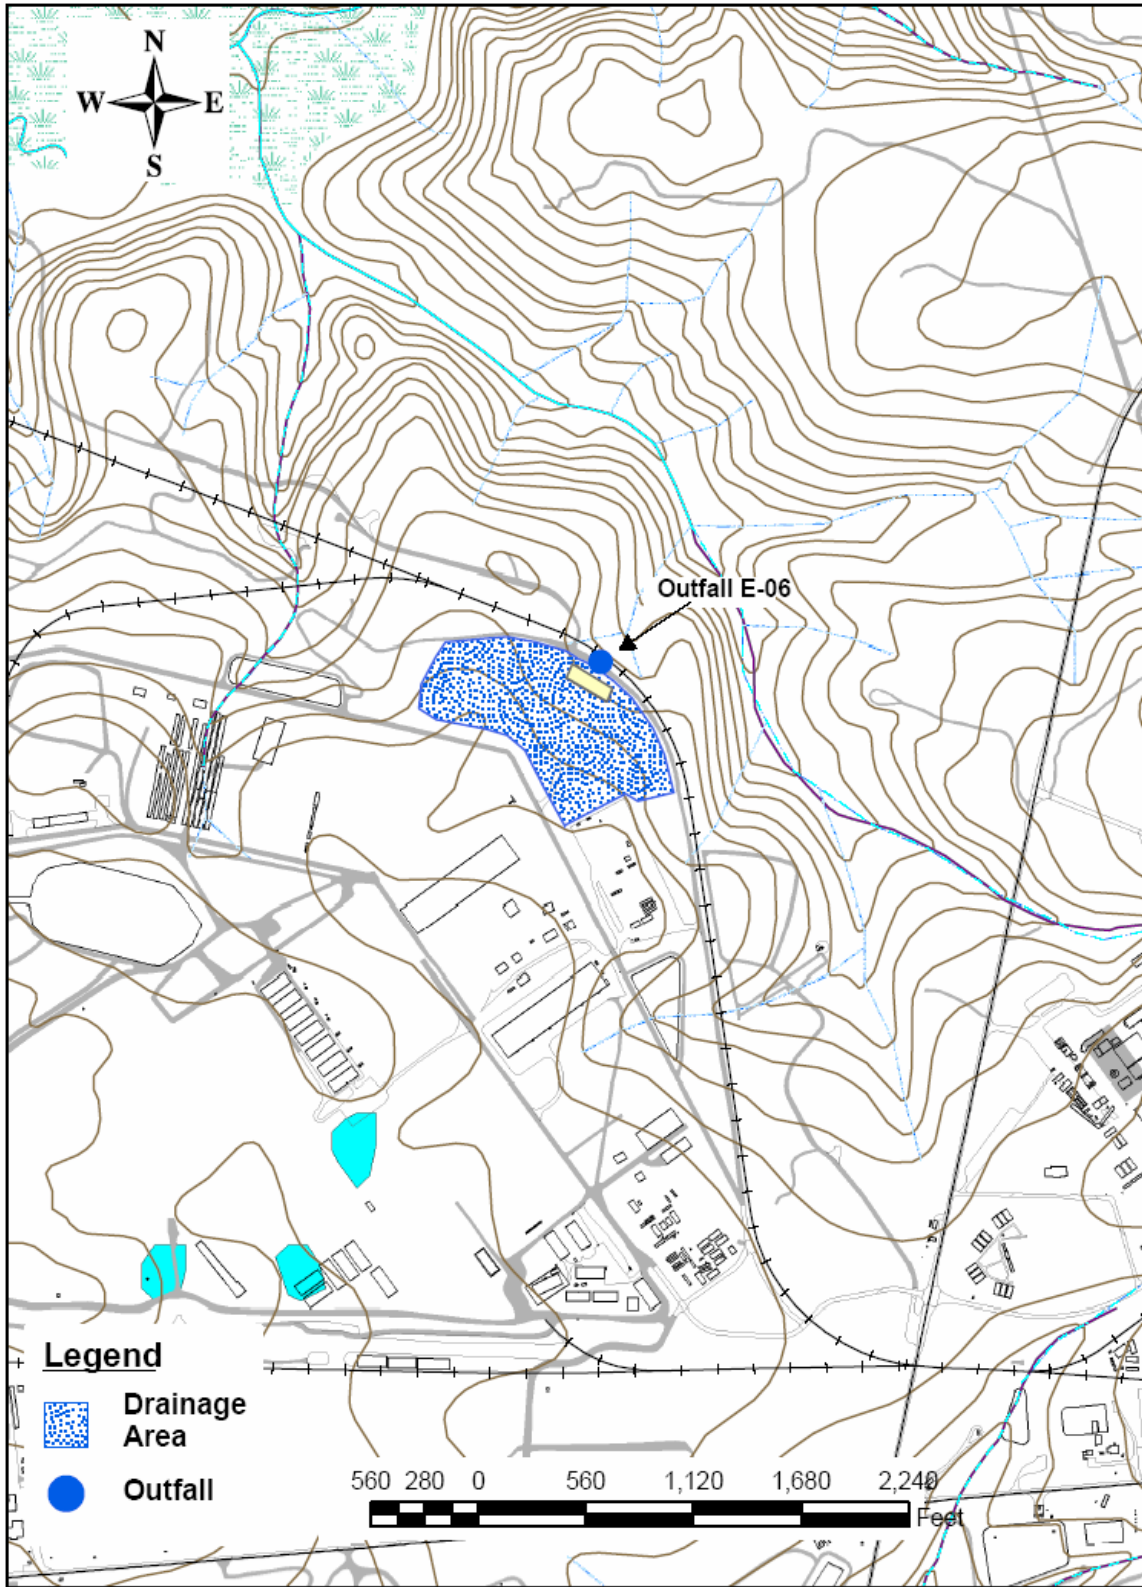 N
W E
S
Outfall E-06
Legend
Drainage
Area
Outfall
560 280 0 560 1,120 1,680 2,240
Feet